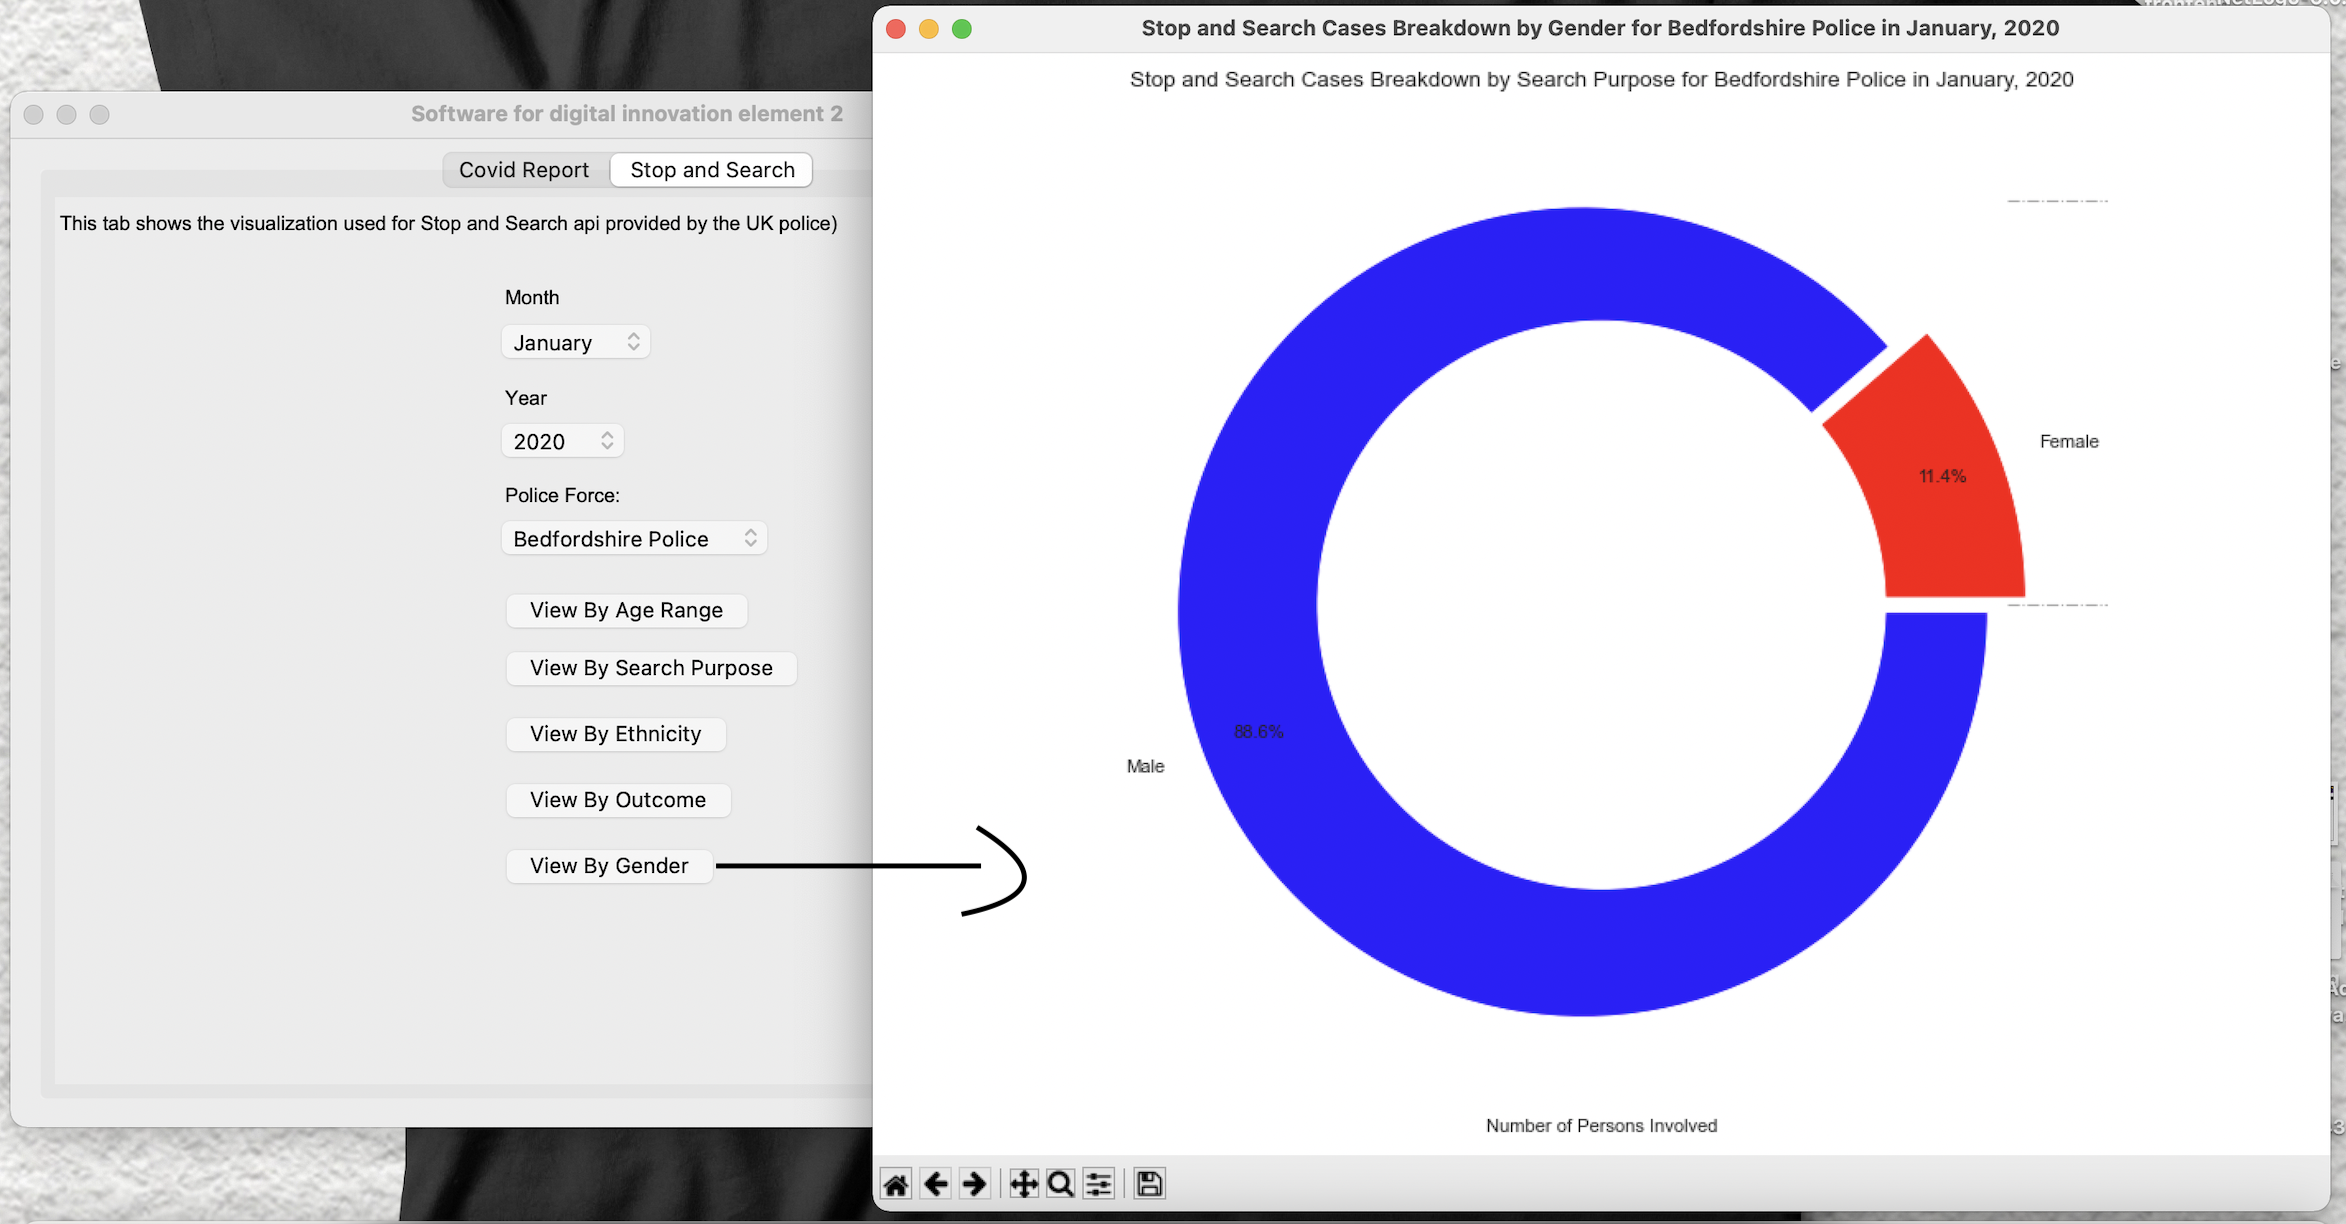 Software for digital innovation element 2
Covid Report
Stop and Search
This tab shows the visualization used for Stop and Search api provided by the UK police)
Month
January
Year
2020
Police Force:
Bedfordshire Police
View By Age Range
View By Search Purpose
View By Ethnicity
View By Outcome
View By Gender
Stop and Search Cases Breakdown by Gender for Bedfordshire Police in January, 2020
Stop and Search Cases Breakdown by Search Purpose for Bedfordshire Police in January, 2020
Female
11.4%
88.6%
Male
Number of Persons Involved